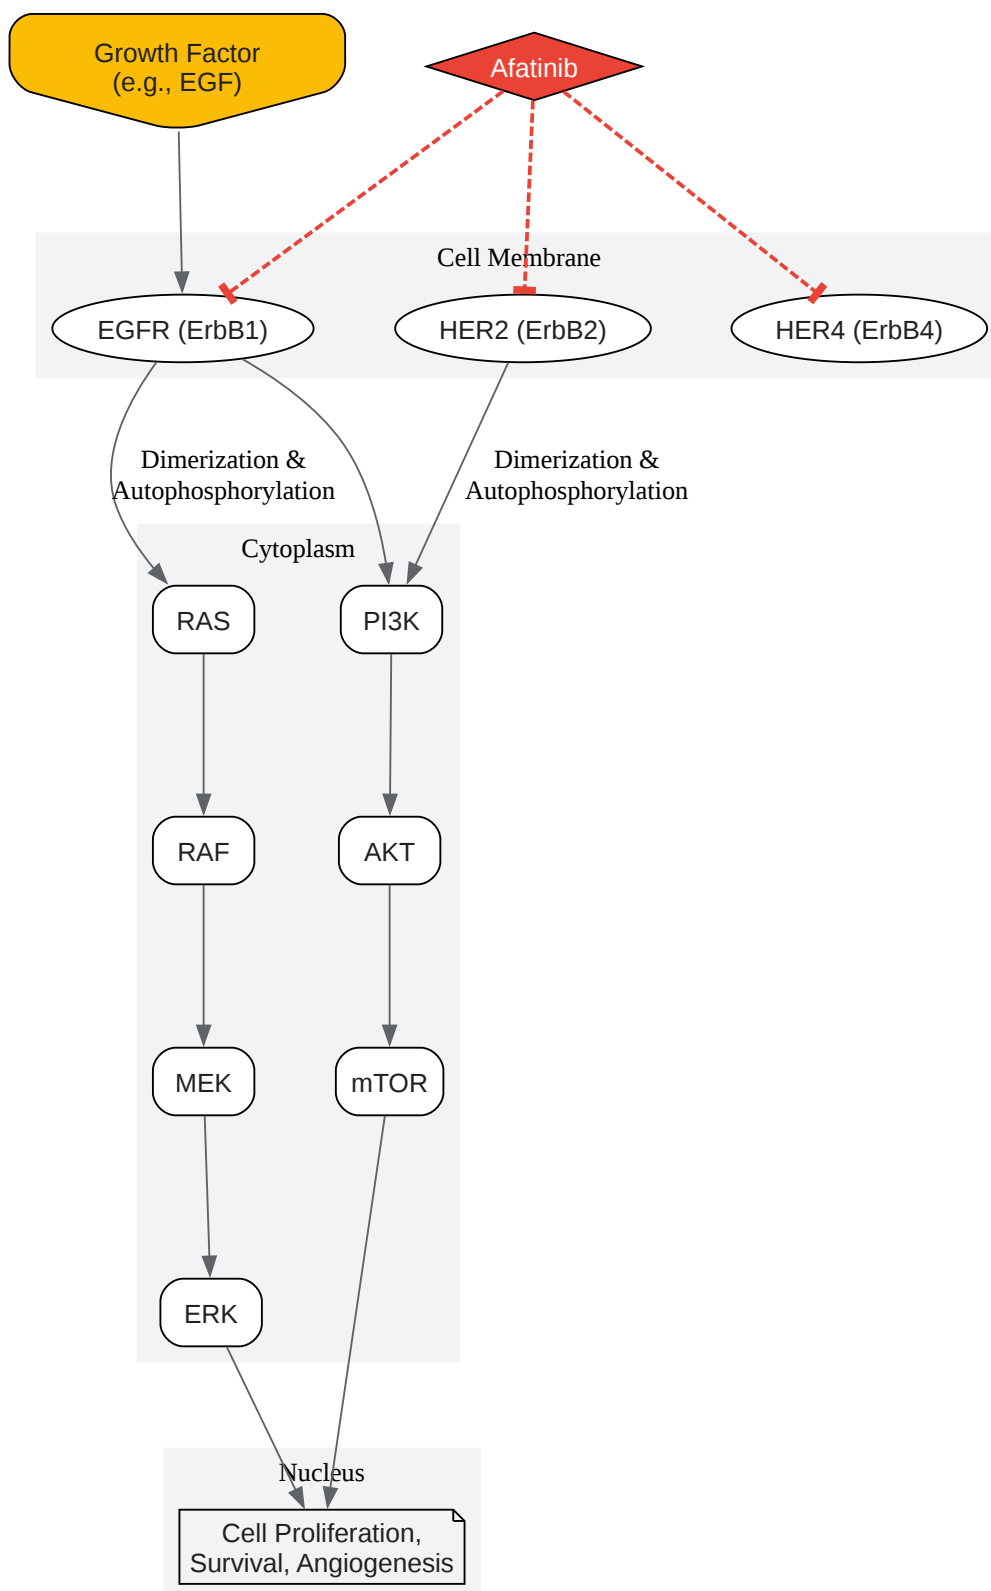 Growth Factor
(e.g., EGF)
Afatinib
Cell Membrane
EGFR (ErbB1)
HER2 (ErbB2)
HER4 (ErbB4)
Dimerization &
Autophosphorylation
Dimerization &
Autophosphorylation
Cytoplasm
RAS
PI3K
RAF
AKT
MEK
mTOR
ERK
Nucleus
Cell Proliferation,
Survival, Angiogenesis